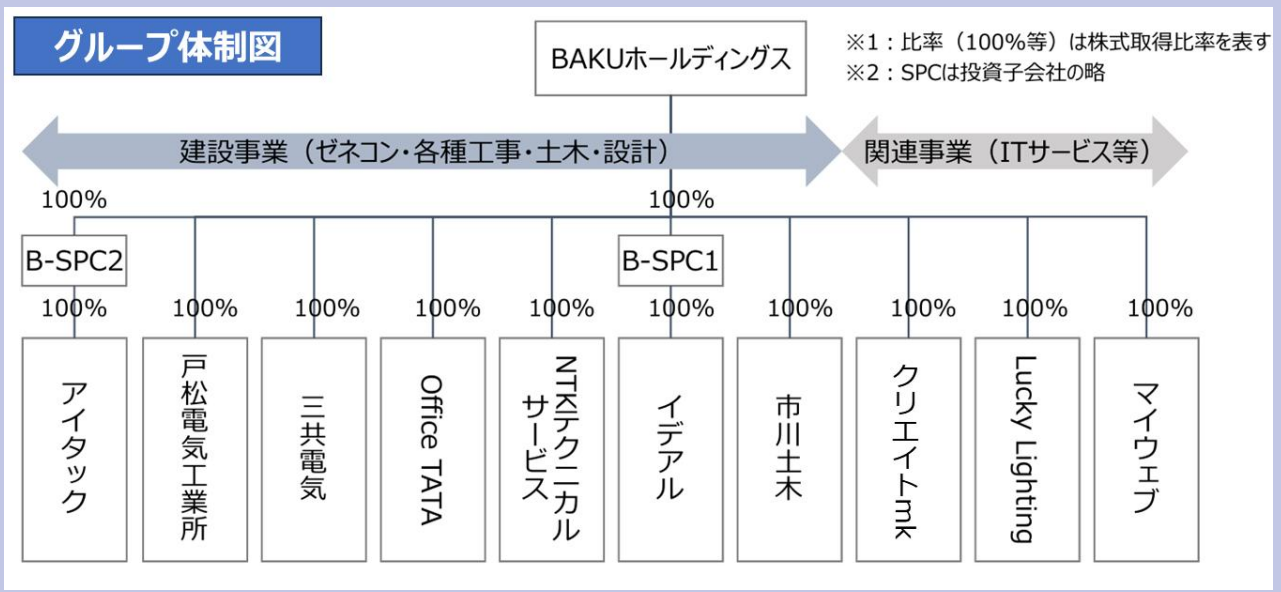 グループ体制図
BAKUホールディングス
※1：比率（100%等）は株式取得比率を表す
※2：SPCは投資子会社の略
建設事業（ゼネコン・各種工事・土木・設計）
関連事業（ITサービス等）
100%
100%
B-SPC2
B-SPC1
100%
100%
100%
100%
100%
100%
100%
100%
100%
100%
アイタック
戸松電気工業所
三共電気
Office TATA
NTKテクニカル
サービス
イデアル
市川土木
クリエイトmk
Lucky Lighting
マイウェブ